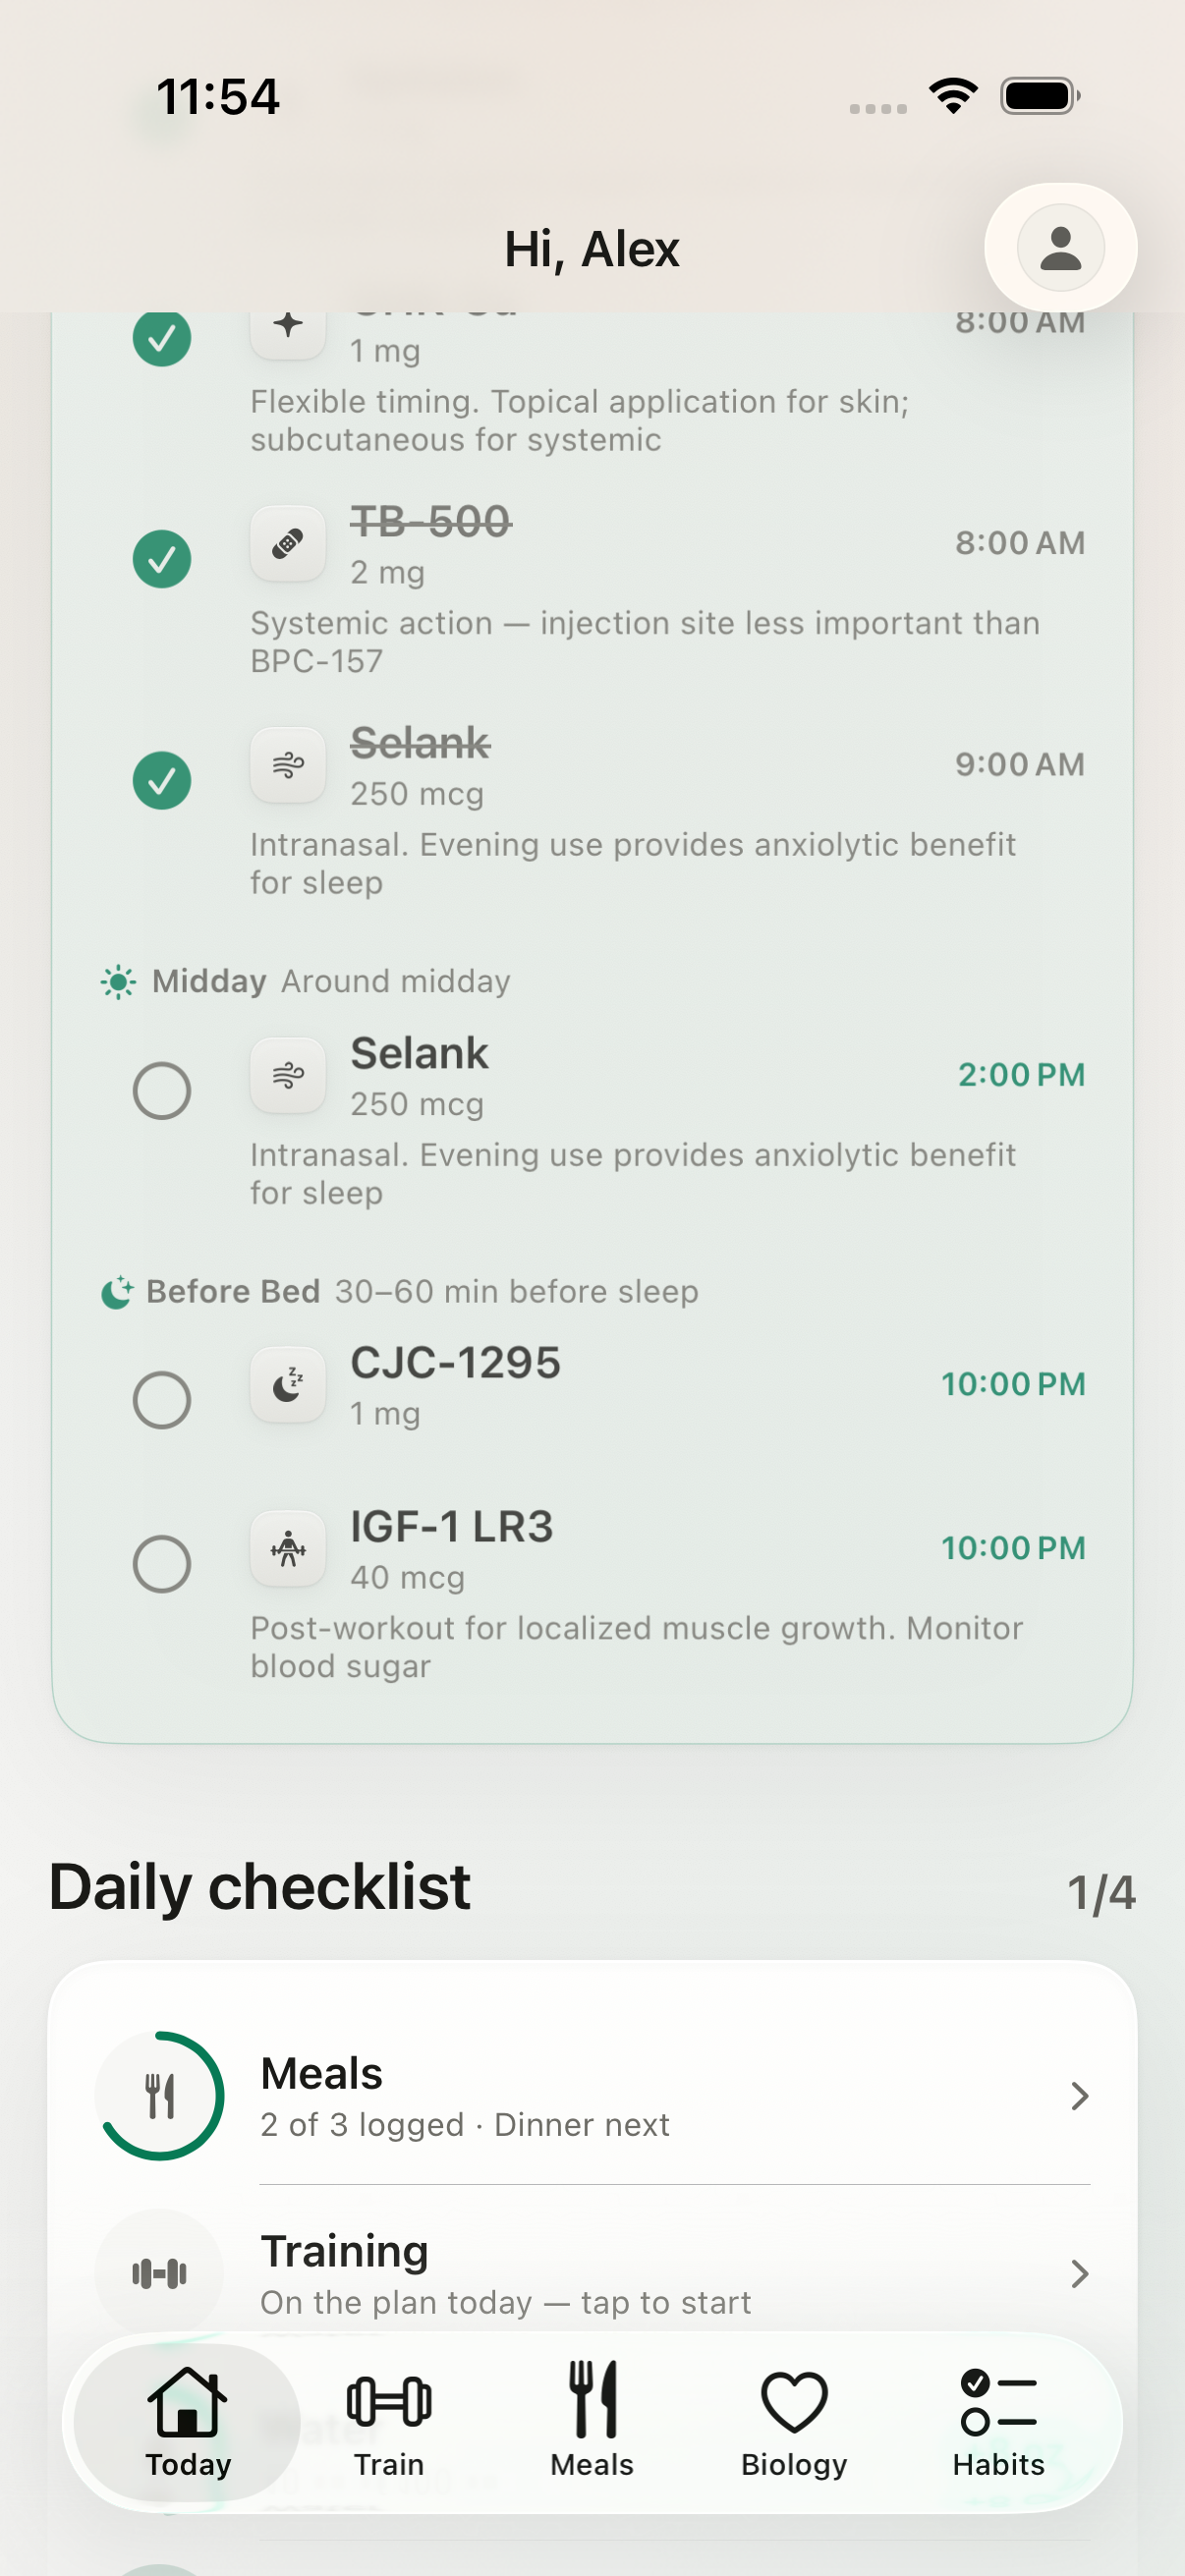 11:54
Hi, Alex
8:00 AM
1 mg
Flexible timing. Topical application for skin;
subcutaneous for systemic
TB-500
8:00 AM
2 mg
Systemic action — injection site less important than
BPC-157
Selank
9:00 AM
250 mcg
Intranasal. Evening use provides anxiolytic benefit
for sleep
Midday Around midday
Selank
2:00 PM
250 mcg
Intranasal. Evening use provides anxiolytic benefit
for sleep
Before Bed 30–60 min before sleep
CJC-1295
10:00 PM
1 mg
IGF-1 LR3
10:00 PM
40 mcg
Post-workout for localized muscle growth. Monitor
blood sugar
Daily checklist
1/4
Meals
2 of 3 logged · Dinner next
Training
On the plan today — tap to start
Today
Train
Meals
Biology
Habits